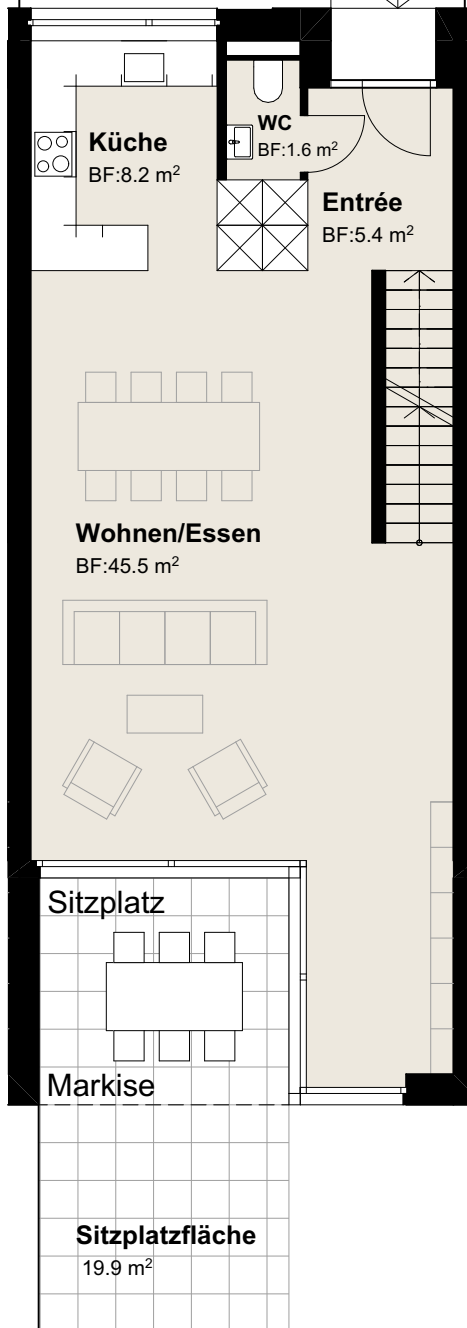 Küche
BF:8.2 m²
WC
BF:1.6 m²
Entrée
BF:5.4 m²
Wohnen/Essen
BF:45.5 m²
Sitzplatz
Markise
Sitzplatzfläche
19.9 m²